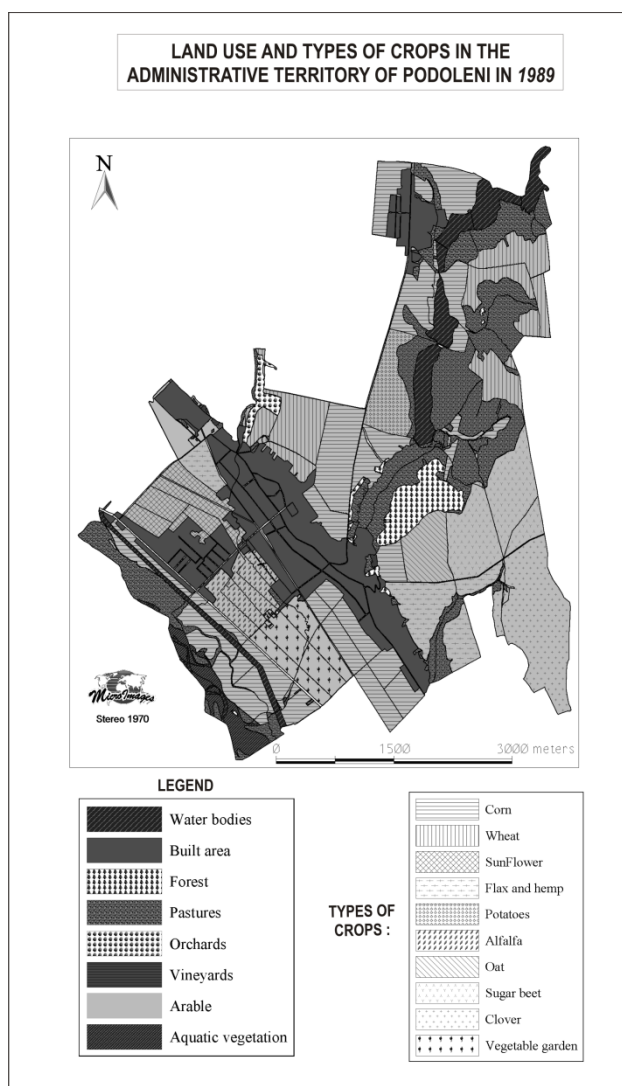 LAND USE AND TYPES OF CROPS IN THE
ADMINISTRATIVE TERRITORY OF PODOLENI IN 1989
N
MicroImages
Stereo 1970
0 1500 3000 meters
LEGEND
Water bodies
Built area
Forest
Pastures
Orchards
Vineyards
Arable
Aquatic vegetation
TYPES OF
CROPS :
Corn
Wheat
SunFlower
Flax and hemp
Potatoes
Alfalfa
Oat
Sugar beet
Clover
Vegetable garden